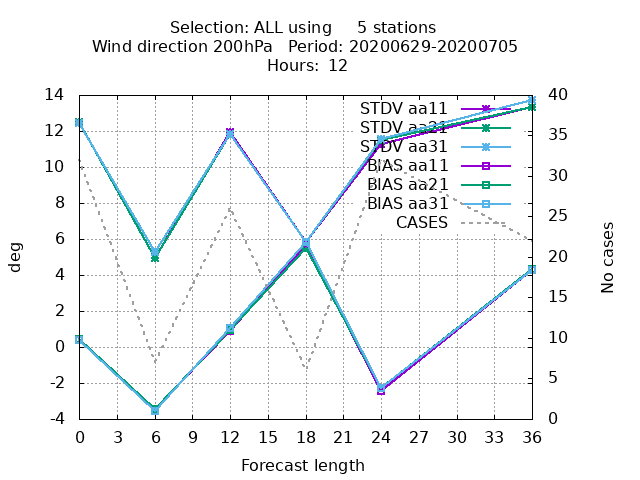 Selection: ALL using     5 stations
Wind direction 200hPa   Period: 20200629-20200705
Hours: 12
14
12
10
8
6
4
2
0
-2
-4
deg
40
35
30
25
20
15
10
5
0
No cases
STDV aa11
STDV aa21
STDV aa31
BIAS aa11
BIAS aa21
BIAS aa31
CASES
0 3 6 9 12 15 18 21 24 27 30 33 36
Forecast length